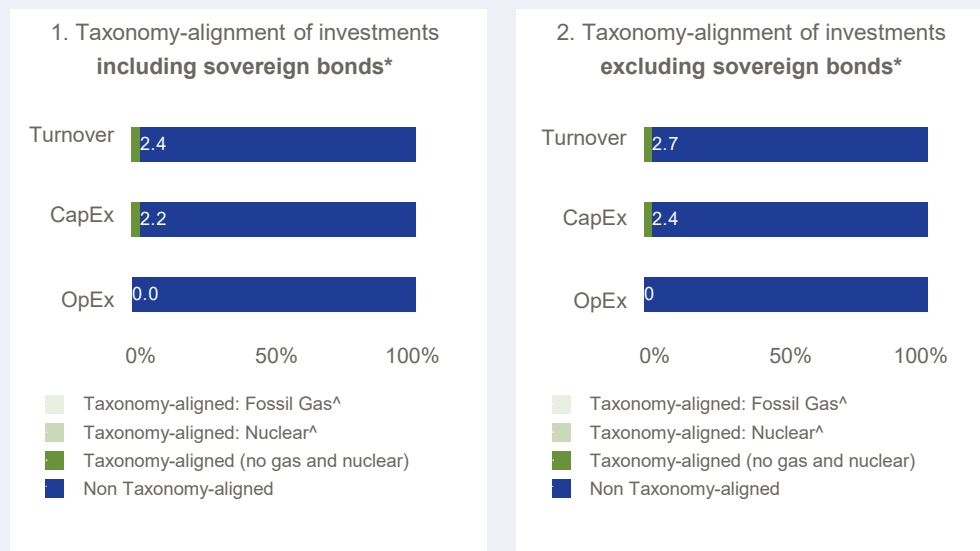 1. Taxonomy-alignment of investments
including sovereign bonds*
Turnover
2.4
CapEx
2.2
OpEx
0.0
0% 50% 100%
Taxonomy-aligned: Fossil Gas^
Taxonomy-aligned: Nuclear^
Taxonomy-aligned (no gas and nuclear)
Non Taxonomy-aligned
2. Taxonomy-alignment of investments
excluding sovereign bonds*
Turnover
2.7
CapEx
2.4
OpEx
0
0% 50% 100%
Taxonomy-aligned: Fossil Gas^
Taxonomy-aligned: Nuclear^
Taxonomy-aligned (no gas and nuclear)
Non Taxonomy-aligned